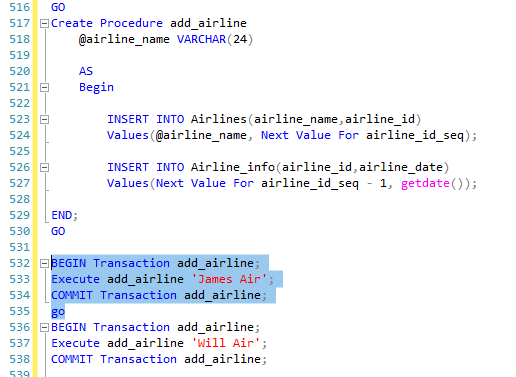 516 GO
517 Create Procedure add_airline
518 @airline_name VARCHAR(24)
519
520 AS
521 Begin
522
523 INSERT INTO Airlines(airline_name,airline_id)
524 Values(@airline_name, Next Value For airline_id_seq);
525
526 INSERT INTO Airline_info(airline_id,airline_date)
527 Values(Next Value For airline_id_seq - 1, getdate());
528
529 END;
530 GO
531
532 BEGIN Transaction add_airline;
533 Execute add_airline 'James Air';
534 COMMIT Transaction add_airline;
535 go
536 BEGIN Transaction add_airline;
537 Execute add_airline 'Will Air';
538 COMMIT Transaction add_airline;
539